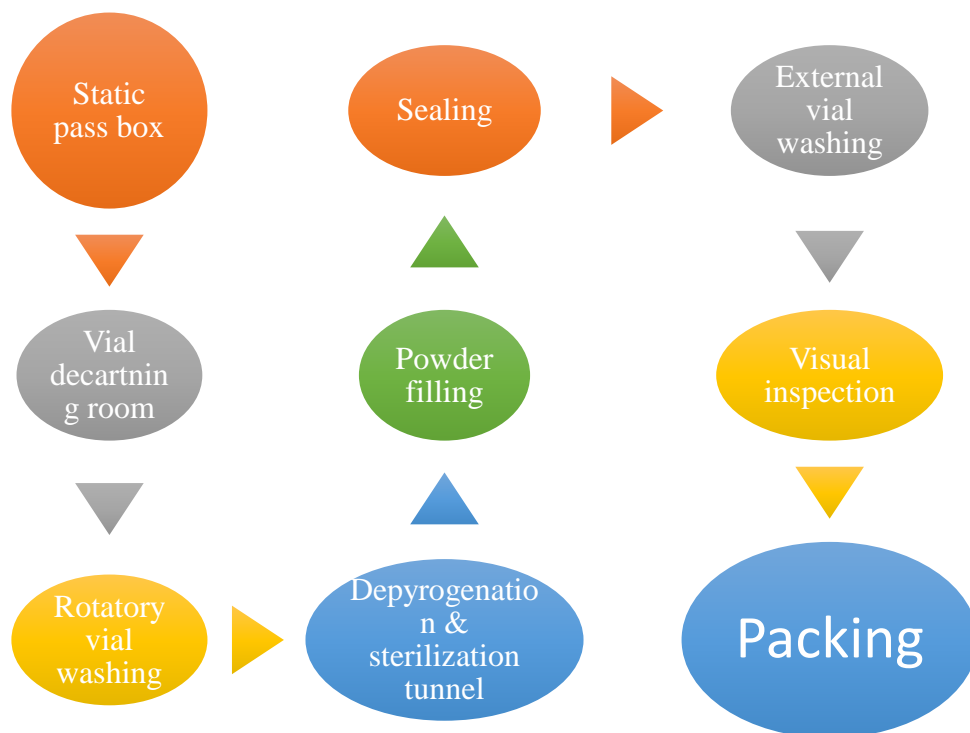 Static
pass box
Vial
decartnin
g room
Rotatory
vial
washing
Depyrogenatio
n &
sterilization
tunnel
Powder
filling
Sealing
External
vial
washing
Visual
inspection
Packing